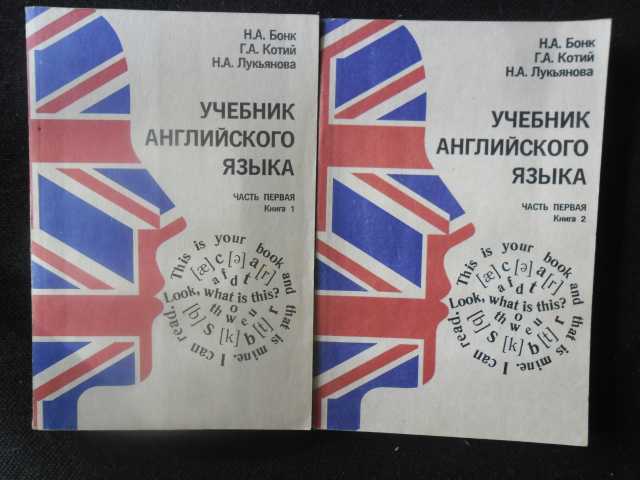 Н.А. Бонк
Г.А. Котий
Н.А. Лукьянова
УЧЕБНИК
АНГЛИЙСКОГО
ЯЗЫКА
ЧАСТЬ ПЕРВАЯ
Книга 1
This is your book and that is mine. I can read.
[æ] c [ə] a [r]
a f d t
Look, what is this?
o
th w e u r
[b] s [k] b [t]
Н.А. Бонк
Г.А. Котий
Н.А. Лукьянова
УЧЕБНИК
АНГЛИЙСКОГО
ЯЗЫКА
ЧАСТЬ ПЕРВАЯ
Книга 2
This is your book and that is mine. I can read.
[æ] c [ə] a [r]
a f d t
Look, what is this?
o
th w e u r
[b] s [k] b [t]